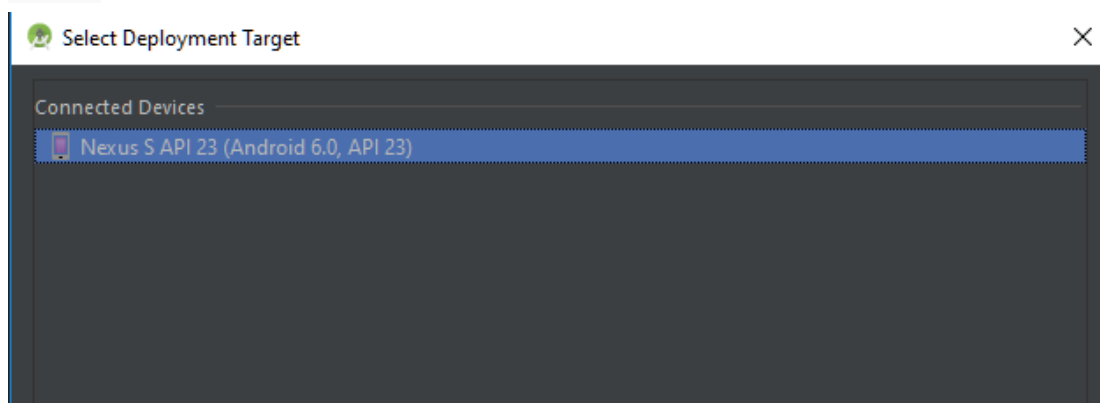 Select Deployment Target
Connected Devices
Nexus S API 23 (Android 6.0, API 23)